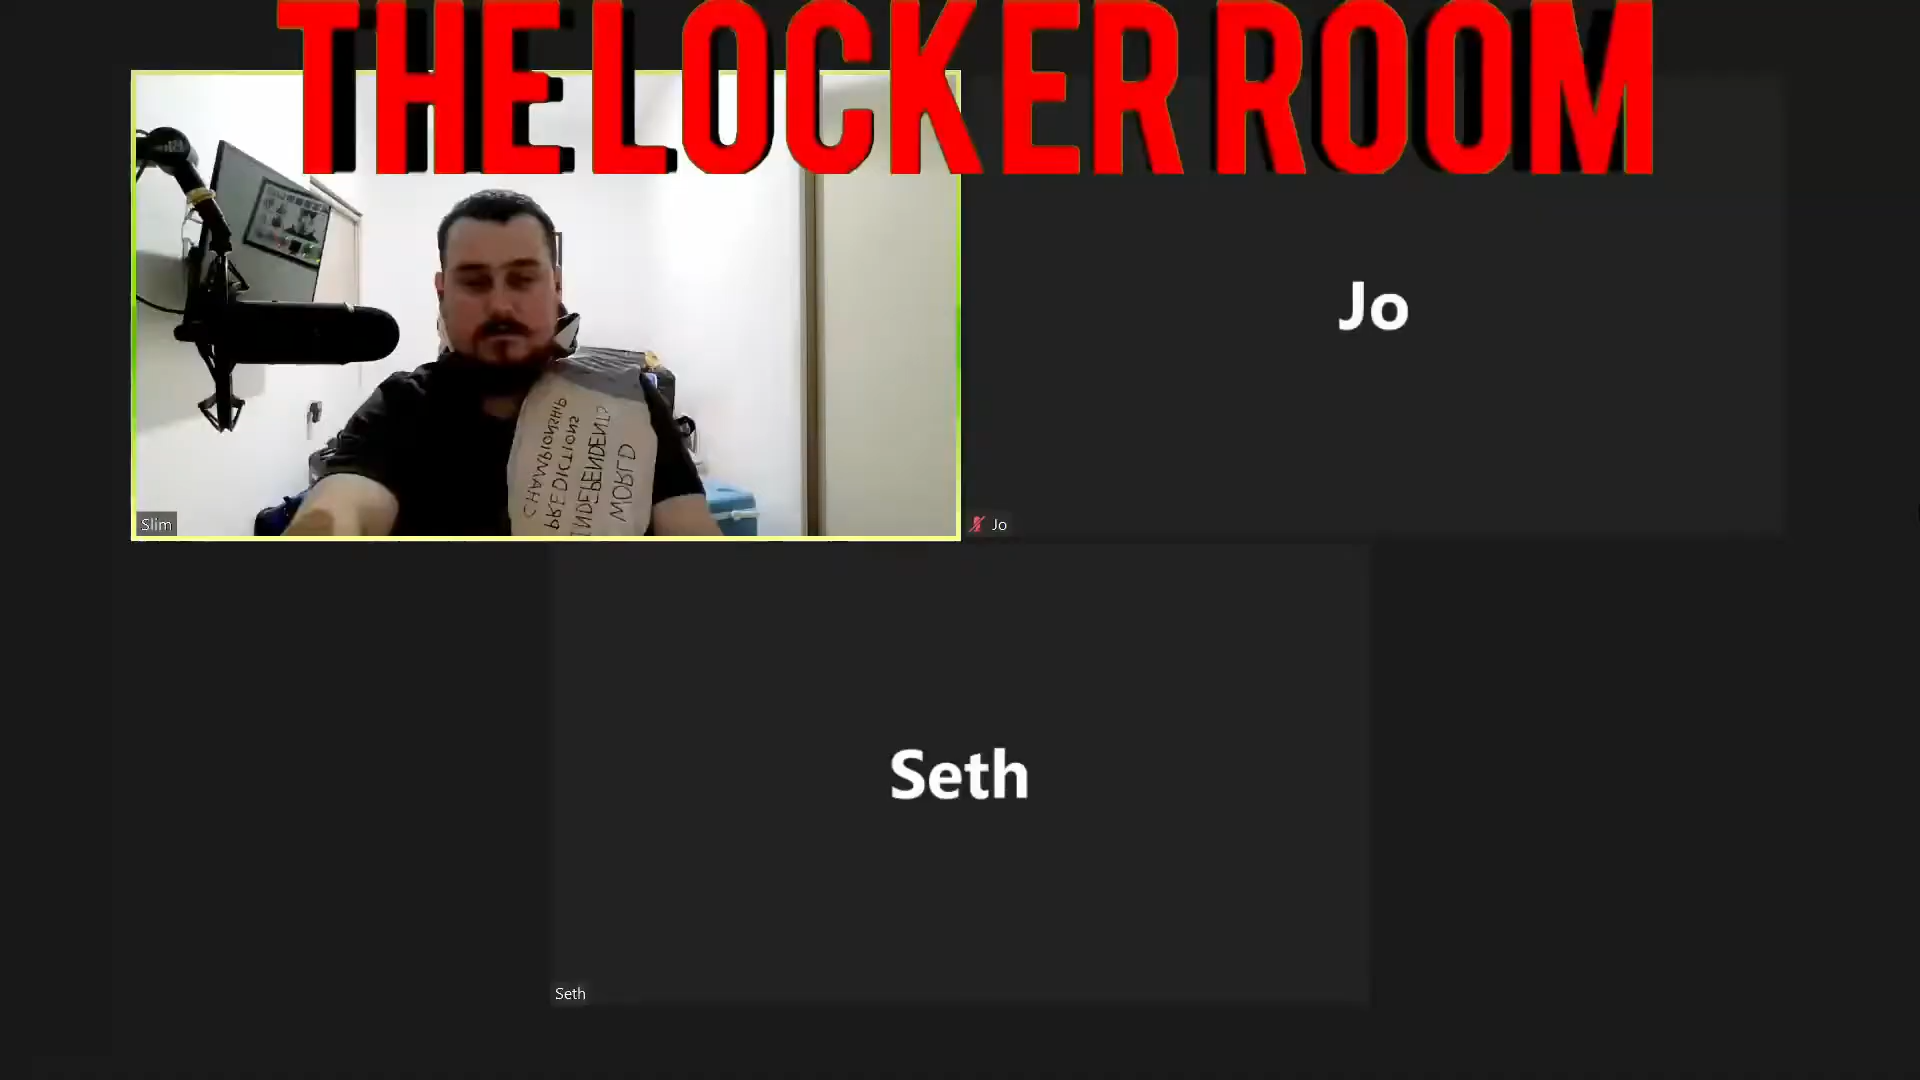 THE LOCKER ROOM
WORLD
INDEPENDENT
PREDICTIONS
CHAMPIONSHIP
Slim
Jo
Jo
Seth
Seth